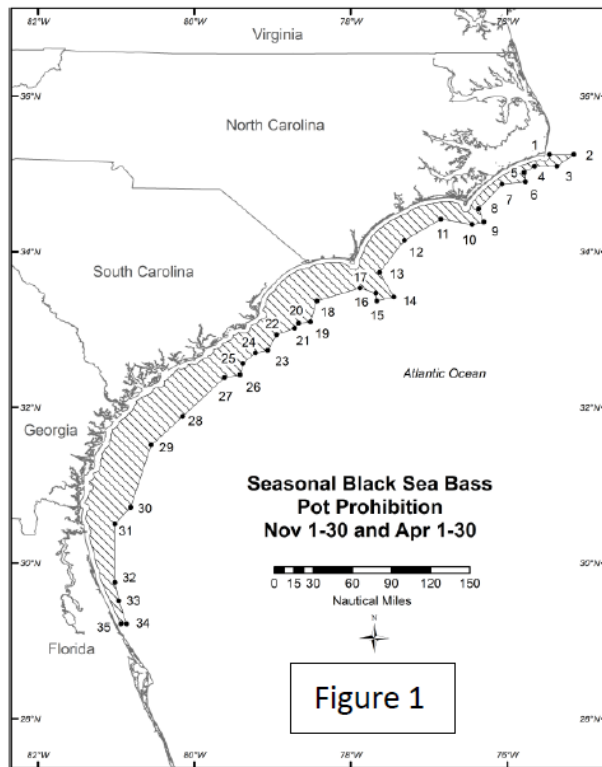 82°W 80°W 78°W 76°W
Virginia
36°N 36°N
North Carolina
1 2
5 4 3
7 6
8
11 10 9
34°N 34°N
12
South Carolina
17 13
16 14
15
18
20
22 21 19
24 23
25
Atlantic Ocean
27 26
32°N 32°N
28
Georgia
29
Seasonal Black Sea Bass
Pot Prohibition
Nov 1-30 and Apr 1-30
30
31
30°N 30°N
0 15 30 60 90 120 150
Nautical Miles
32
33
35 34
N
Florida
Figure 1
28°N 28°N
82°W 80°W 78°W 76°W